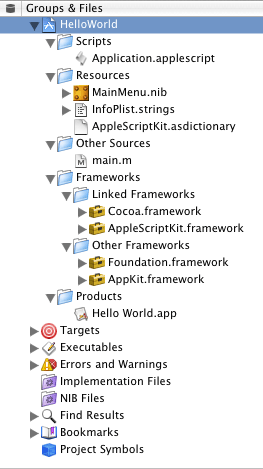 Groups & Files
HelloWorld
Scripts
Application.applescript
Resources
MainMenu.nib
InfoPlist.strings
AppleScriptKit.asdictionary
Other Sources
main.m
Frameworks
Linked Frameworks
Cocoa.framework
AppleScriptKit.framework
Other Frameworks
Foundation.framework
AppKit.framework
Products
Hello World.app
Targets
Executables
Errors and Warnings
Implementation Files
NIB Files
Find Results
Bookmarks
Project Symbols